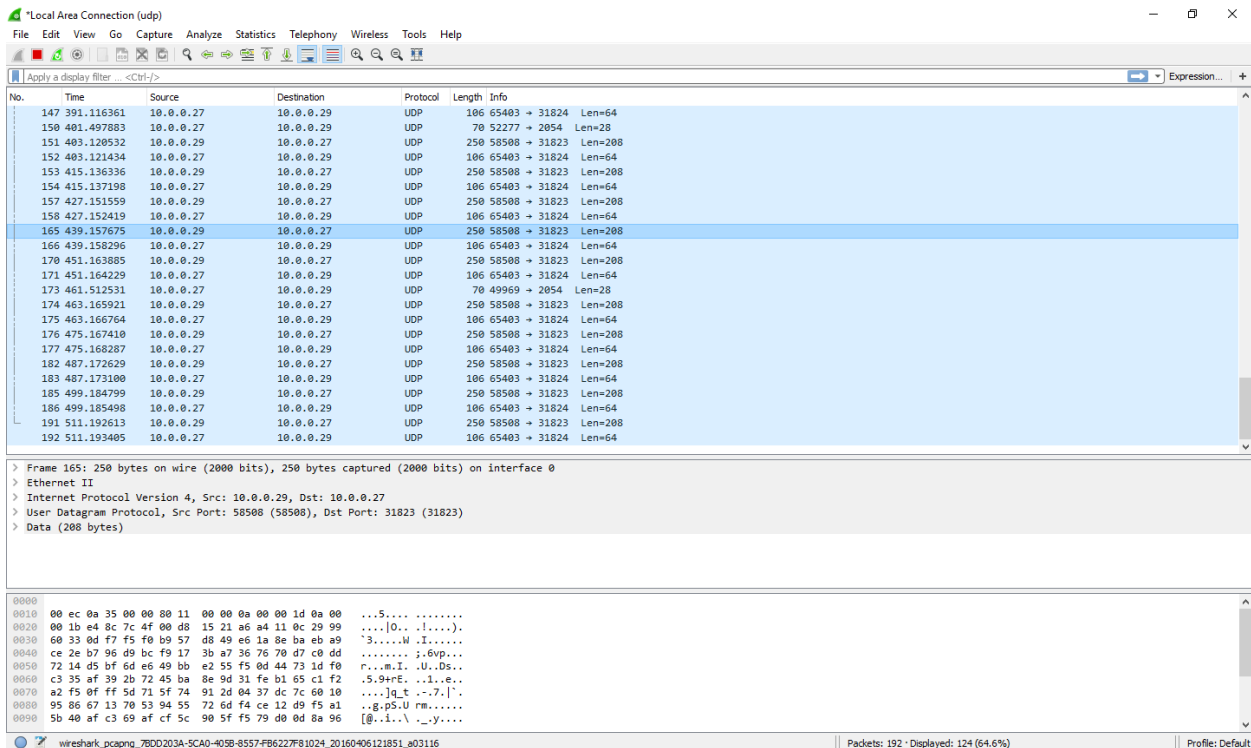 *Local Area Connection (udp)
File Edit View Go Capture Analyze Statistics Telephony Wireless Tools Help
Apply a display filter ... <Ctrl-/> Expression... +
No. Time Source Destination Protocol Length Info
147 391.116361 10.0.0.27 10.0.0.29 UDP 106 65403 → 31824 Len=64
150 401.497883 10.0.0.27 10.0.0.29 UDP 70 52277 → 2054 Len=28
151 403.120532 10.0.0.29 10.0.0.27 UDP 250 58508 → 31823 Len=208
152 403.121434 10.0.0.27 10.0.0.29 UDP 106 65403 → 31824 Len=64
153 415.136336 10.0.0.29 10.0.0.27 UDP 250 58508 → 31823 Len=208
154 415.137198 10.0.0.27 10.0.0.29 UDP 106 65403 → 31824 Len=64
157 427.151559 10.0.0.29 10.0.0.27 UDP 250 58508 → 31823 Len=208
158 427.152419 10.0.0.27 10.0.0.29 UDP 106 65403 → 31824 Len=64
165 439.157675 10.0.0.29 10.0.0.27 UDP 250 58508 → 31823 Len=208
166 439.158296 10.0.0.27 10.0.0.29 UDP 106 65403 → 31824 Len=64
170 451.163885 10.0.0.29 10.0.0.27 UDP 250 58508 → 31823 Len=208
171 451.164229 10.0.0.27 10.0.0.29 UDP 106 65403 → 31824 Len=64
173 461.512531 10.0.0.27 10.0.0.29 UDP 70 49969 → 2054 Len=28
174 463.165921 10.0.0.29 10.0.0.27 UDP 250 58508 → 31823 Len=208
175 463.166764 10.0.0.27 10.0.0.29 UDP 106 65403 → 31824 Len=64
176 475.167410 10.0.0.29 10.0.0.27 UDP 250 58508 → 31823 Len=208
177 475.168287 10.0.0.27 10.0.0.29 UDP 106 65403 → 31824 Len=64
182 487.172629 10.0.0.29 10.0.0.27 UDP 250 58508 → 31823 Len=208
183 487.173100 10.0.0.27 10.0.0.29 UDP 106 65403 → 31824 Len=64
185 499.184799 10.0.0.29 10.0.0.27 UDP 250 58508 → 31823 Len=208
186 499.185498 10.0.0.27 10.0.0.29 UDP 106 65403 → 31824 Len=64
191 511.192613 10.0.0.29 10.0.0.27 UDP 250 58508 → 31823 Len=208
192 511.193405 10.0.0.27 10.0.0.29 UDP 106 65403 → 31824 Len=64
> Frame 165: 250 bytes on wire (2000 bits), 250 bytes captured (2000 bits) on interface 0
> Ethernet II
> Internet Protocol Version 4, Src: 10.0.0.29, Dst: 10.0.0.27
> User Datagram Protocol, Src Port: 58508 (58508), Dst Port: 31823 (31823)
> Data (208 bytes)
0000
0010 00 ec 0a 35 00 00 80 11 00 00 0a 00 00 1d 0a 00 ...5.... ........
0020 00 1b e4 8c 7c 4f 00 d8 15 21 a6 a4 11 0c 29 99 ....|O.. .!....).
0030 60 33 0d f7 f5 f0 b9 57 d8 49 e6 1a 8e ba eb a9 `3.....W .I......
0040 ce 2e b7 96 d9 bc f9 17 3b a7 36 76 70 d7 c0 dd ........ ;.6vp...
0050 72 14 d5 bf 6d e6 49 bb e2 55 f5 0d 44 73 1d f0 r...m.I. .U..Ds..
0060 c3 35 af 39 2b 72 45 ba 8e 9d 31 fe b1 65 c1 f2 .5.9+rE. ..1..e..
0070 a2 f5 0f ff 5d 71 5f 74 91 2d 04 37 dc 7c 60 10 ....]q_t .-.7.|`.
0080 95 86 67 13 70 53 94 55 72 6d f4 ce 12 d9 f5 a1 ..g.pS.U rm......
0090 5b 40 af c3 69 af cf 5c 90 5f f5 79 d0 0d 8a 96 [@..i..\ ._.y....
wireshark_pcapng_7BDD203A-5CA0-405B-8557-FB6227F81024_20160406121851_a03116 Packets: 192 · Displayed: 124 (64.6%) Profile: Default